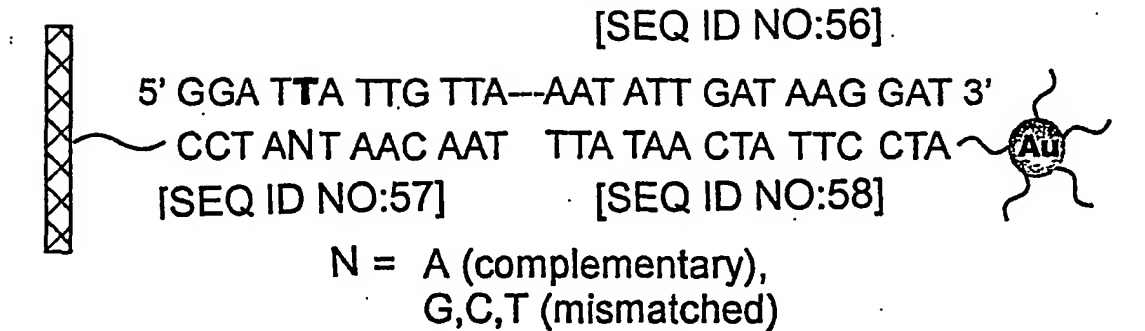 [SEQ ID NO:56]
5' GGA TTA TTG TTA---AAT ATT GAT AAG GAT 3'
CCT ANT AAC AAT TTA TAA CTA TTC CTA Au
[SEQ ID NO:57] [SEQ ID NO:58]
N = A (complementary),
G,C,T (mismatched)